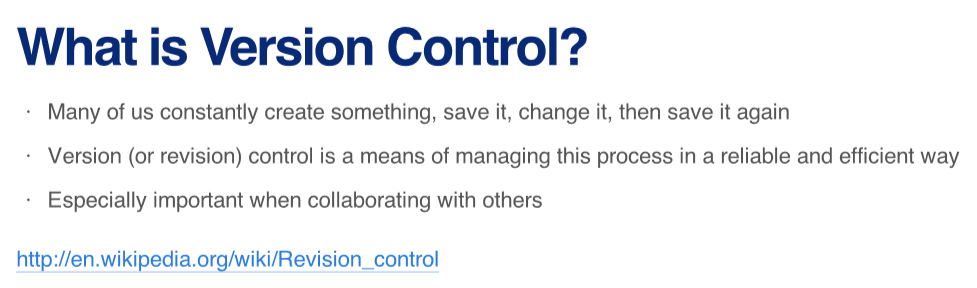 What is Version Control?
· Many of us constantly create something, save it, change it, then save it again
· Version (or revision) control is a means of managing this process in a reliable and efficient way
· Especially important when collaborating with others
http://en.wikipedia.org/wiki/Revision_control